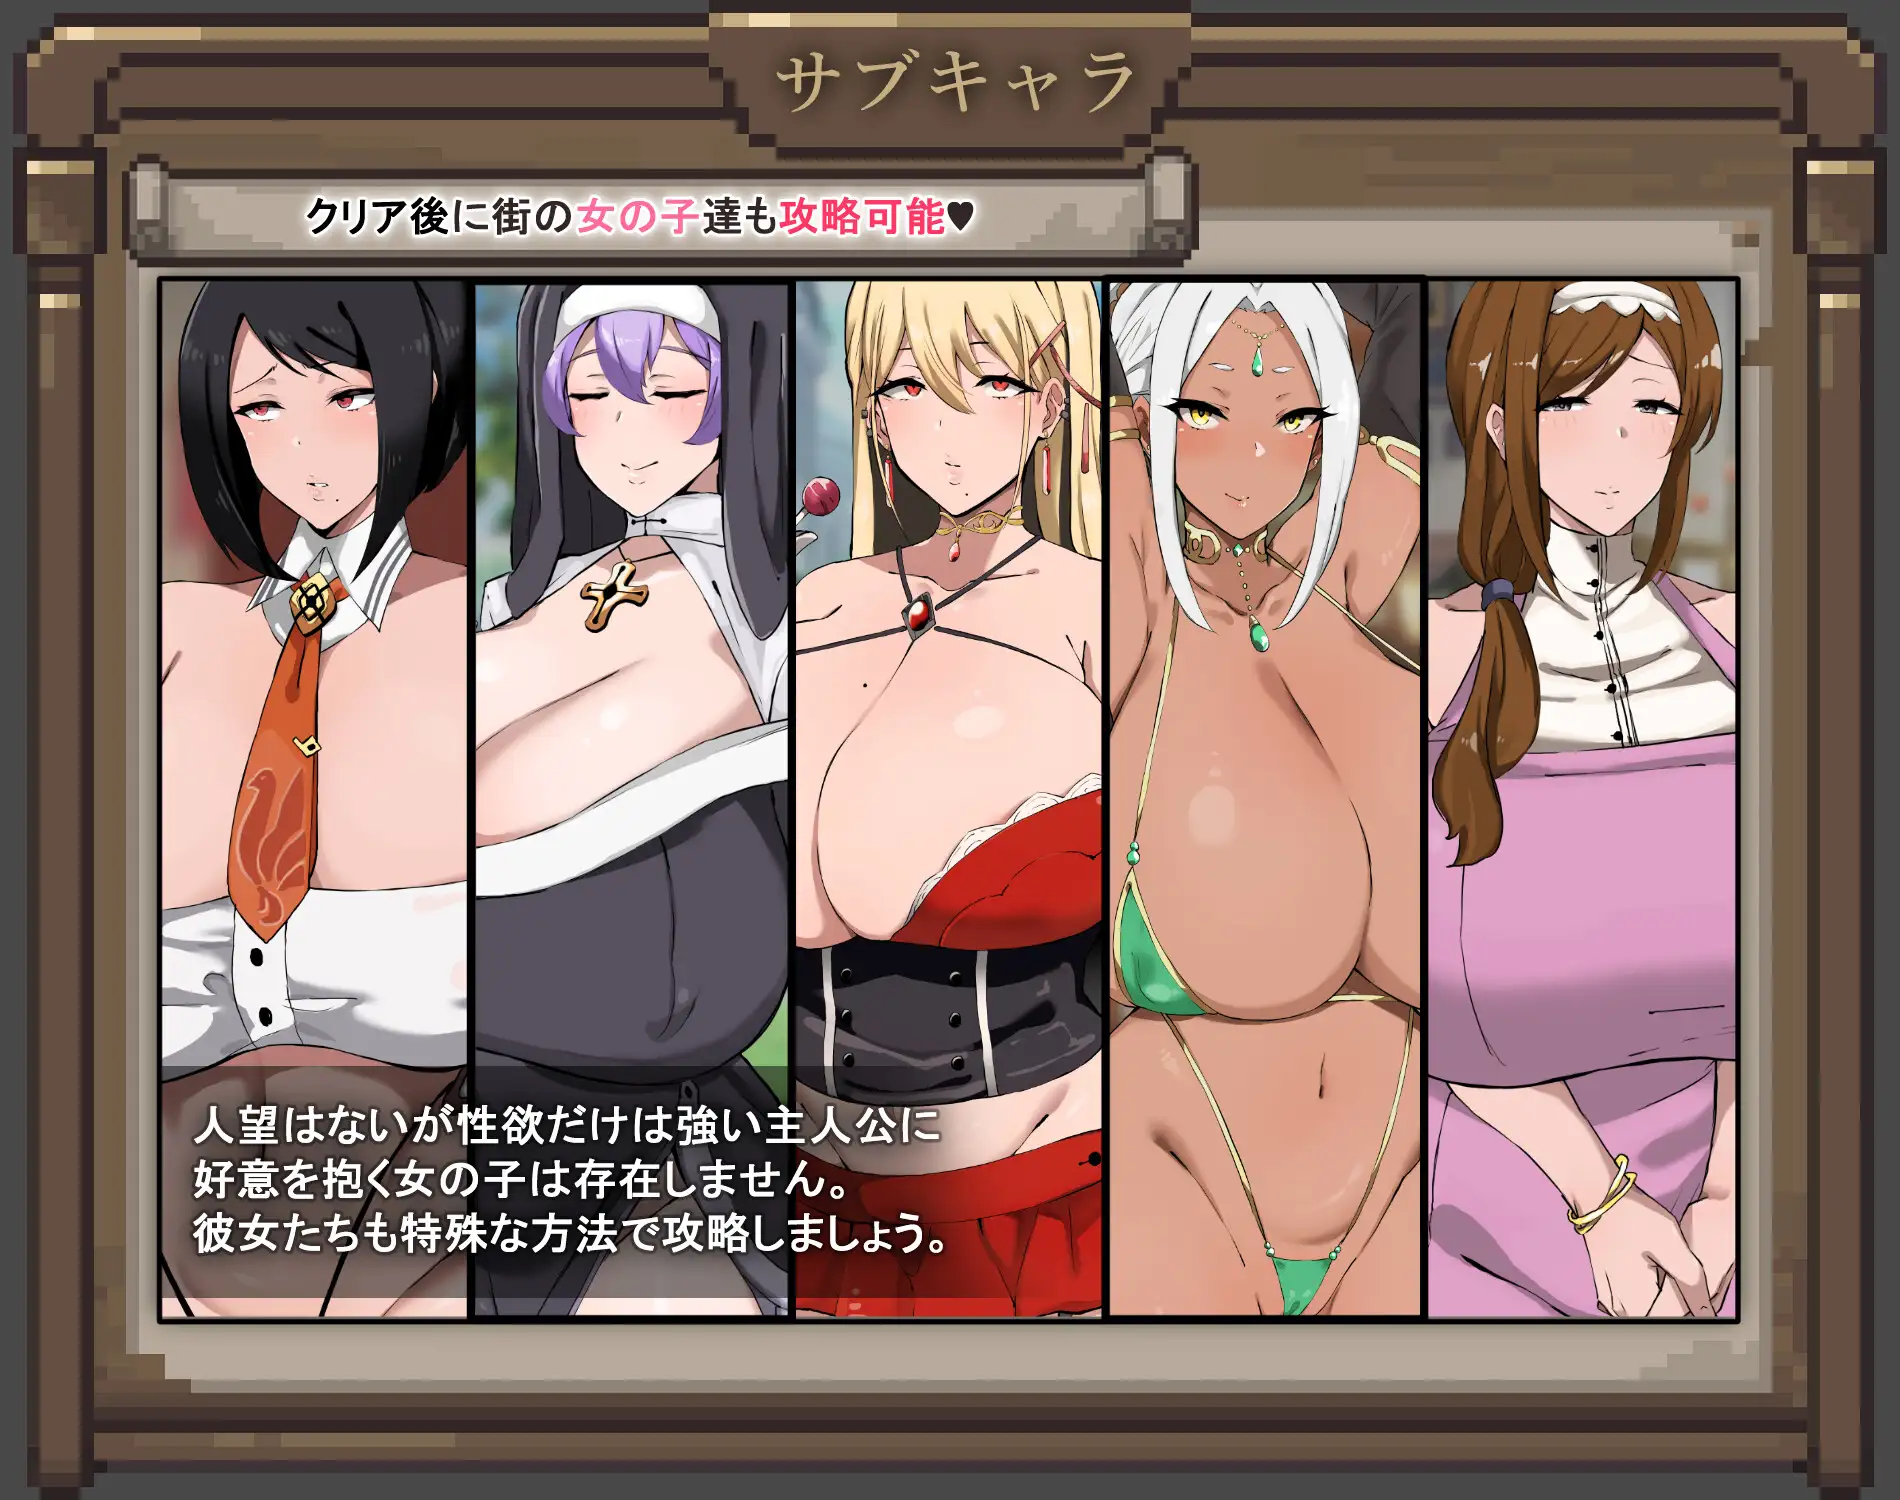 サブキャラ
クリア後に街の女の子達も攻略可能♥
人望はないが性欲だけは強い主人公に
好意を抱く女の子は存在しません。
彼女たちも特殊な方法で攻略しましょう。